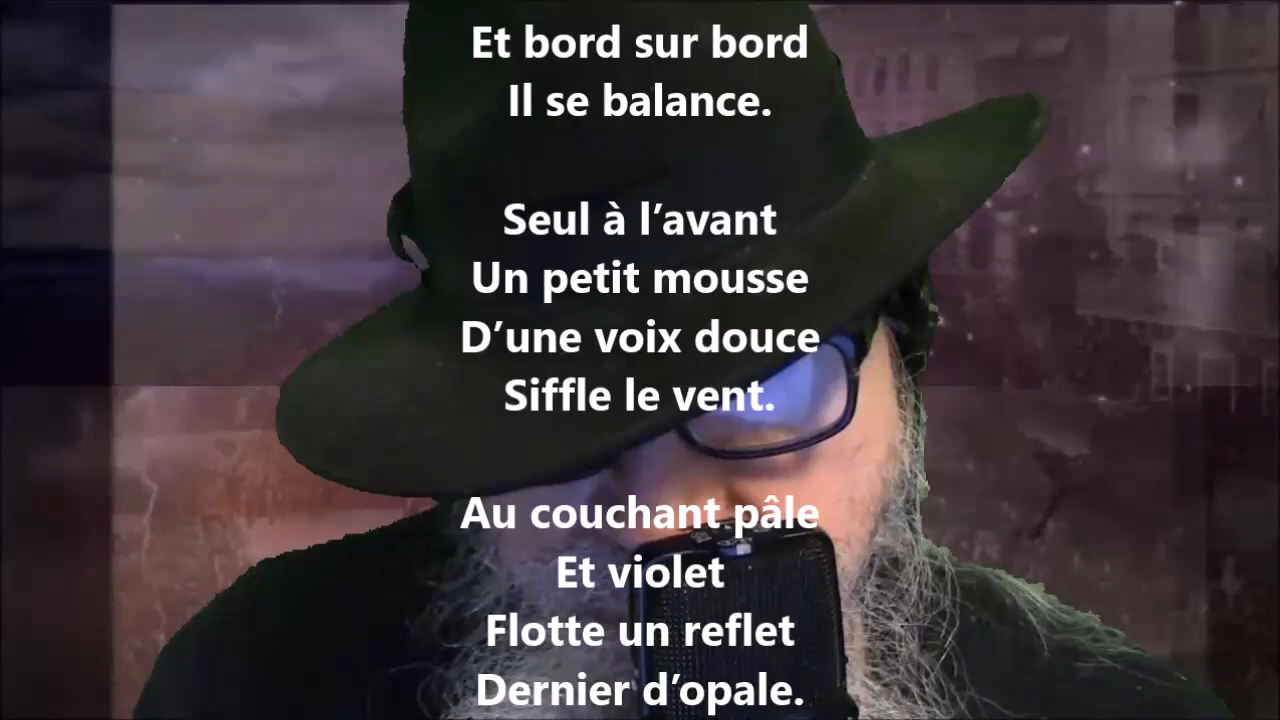 Et bord sur bord
Il se balance.
Seul à l’avant
Un petit mousse
D’une voix douce
Siffle le vent.
Au couchant pâle
Et violet
Flotte un reflet
Dernier d’opale.